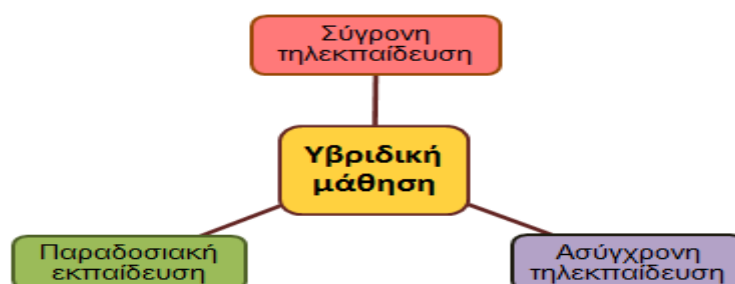 Σύγρονη
τηλεκπαίδευση
Υβριδική
μάθηση
Παραδοσιακή
εκπαίδευση
Ασύγχρονη
τηλεκπαίδευση